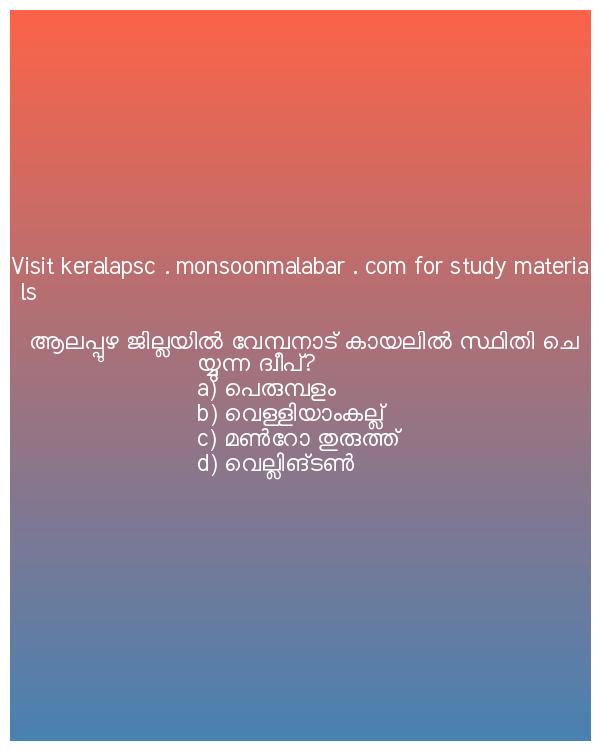 Visit keralapsc . monsoonmalabar . com for study materia
ls
ആലപ്പുഴ ജില്ലയിൽ വേമ്പനാട് കായലിൽ സ്ഥിതി ചെ
യ്യുന്ന ദ്വീപ്?
a) പെരുമ്പളം
b) വെള്ളിയാംകല്ല്
c) മൺറോ തുരുത്ത്
d) വെല്ലിങ്ടൺ